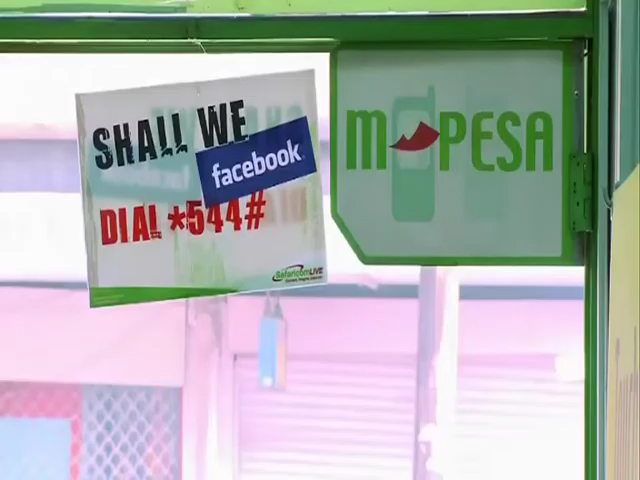 SHALL WE
facebook
DIAL *544#
SafaricomLIVE
M PESA